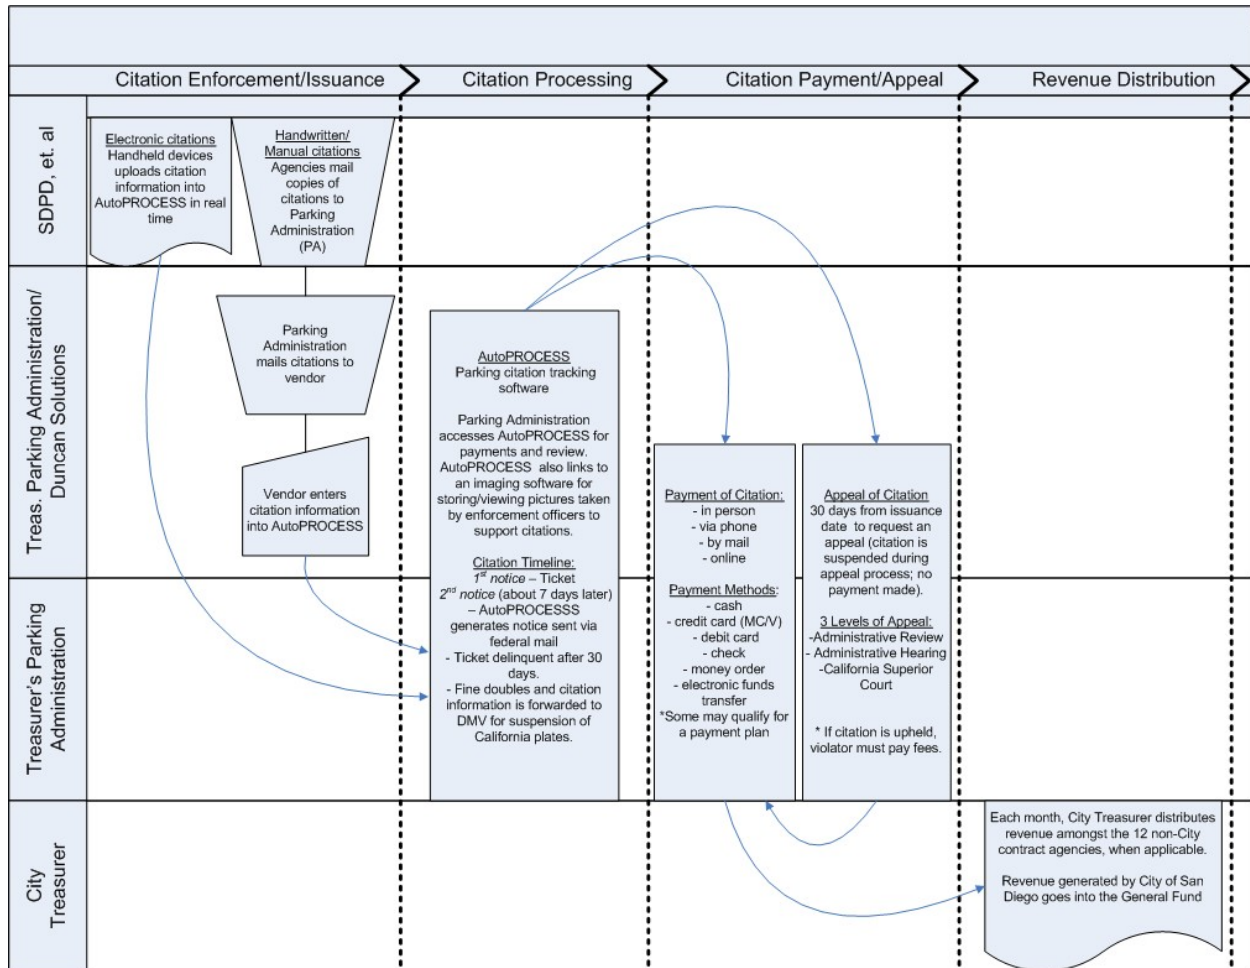 Citation Enforcement/Issuance
Citation Processing
Citation Payment/Appeal
Revenue Distribution
SDPD, et. al
Electronic citations
Handheld devices
uploads citation
information into
AutoPROCESS in real
time
Handwritten/
Manual citations
Agencies mail
copies of
citations to
Parking
Administration
(PA)
Treas. Parking Administration/
Duncan Solutions
Parking
Administration
mails citations to
vendor
Vendor enters
citation information
into AutoPROCESS
AutoPROCESS
Parking citation tracking
software
Parking Administration
accesses AutoPROCESS for
payments and review.
AutoPROCESS also links to
an imaging software for
storing/viewing pictures taken
by enforcement officers to
support citations.
Citation Timeline:
1st notice – Ticket
2nd notice (about 7 days later)
– AutoPROCESSS
generates notice sent via
federal mail
- Ticket delinquent after 30
days.
- Fine doubles and citation
information is forwarded to
DMV for suspension of
California plates.
Payment of Citation:
- in person
- via phone
- by mail
- online
Payment Methods:
- cash
- credit card (MC/V)
- debit card
- check
- money order
- electronic funds
transfer
*Some may qualify for
a payment plan
Appeal of Citation
30 days from issuance
date to request an
appeal (citation is
suspended during
appeal process; no
payment made).
3 Levels of Appeal:
-Administrative Review
- Administrative Hearing
-California Superior
Court
* If citation is upheld,
violator must pay fees.
Treasurer's Parking
Administration
City
Treasurer
Each month, City Treasurer distributes
revenue amongst the 12 non-City
contract agencies, when applicable.
Revenue generated by City of San
Diego goes into the General Fund